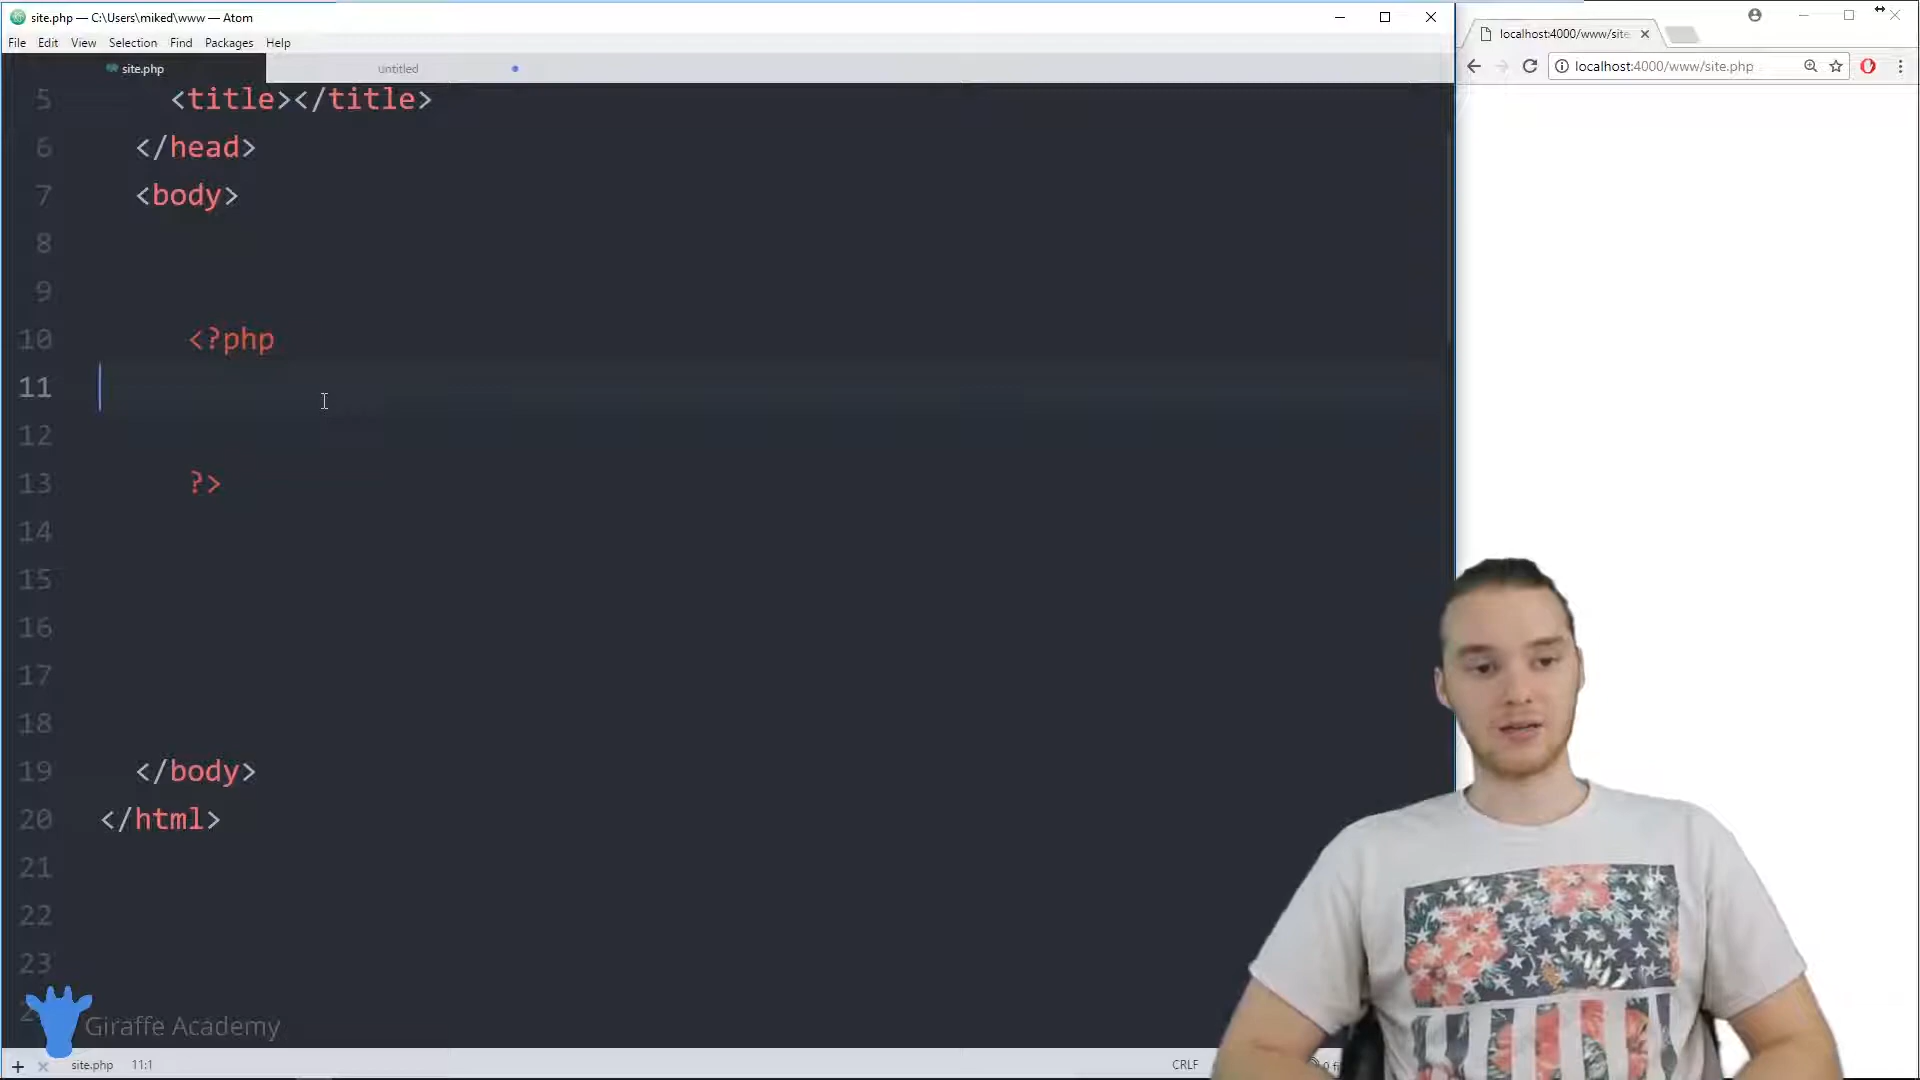 site.php — C:\Users\miked\www — Atom
File Edit View Selection Find Packages Help
site.php untitled
localhost:4000/www/site
localhost:4000/www/site.php
5 <title></title>
6 </head>
7 <body>
8
9
10 <?php
11
12
13 ?>
14
15
16
17
18
19 </body>
20 </html>
21
22
23
Giraffe Academy
site.php 11:1 CRLF